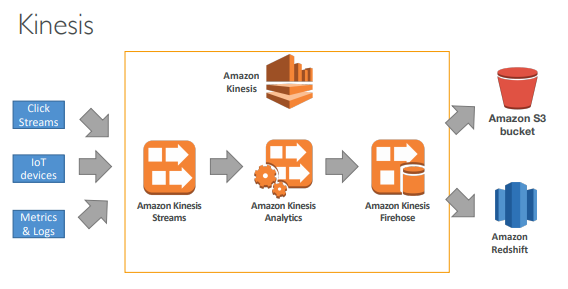 Kinesis
Amazon
Kinesis
Click
Streams
IoT
devices
Metrics
& Logs
Amazon Kinesis
Streams
Amazon Kinesis
Analytics
Amazon Kinesis
Firehose
Amazon S3
bucket
Amazon
Redshift